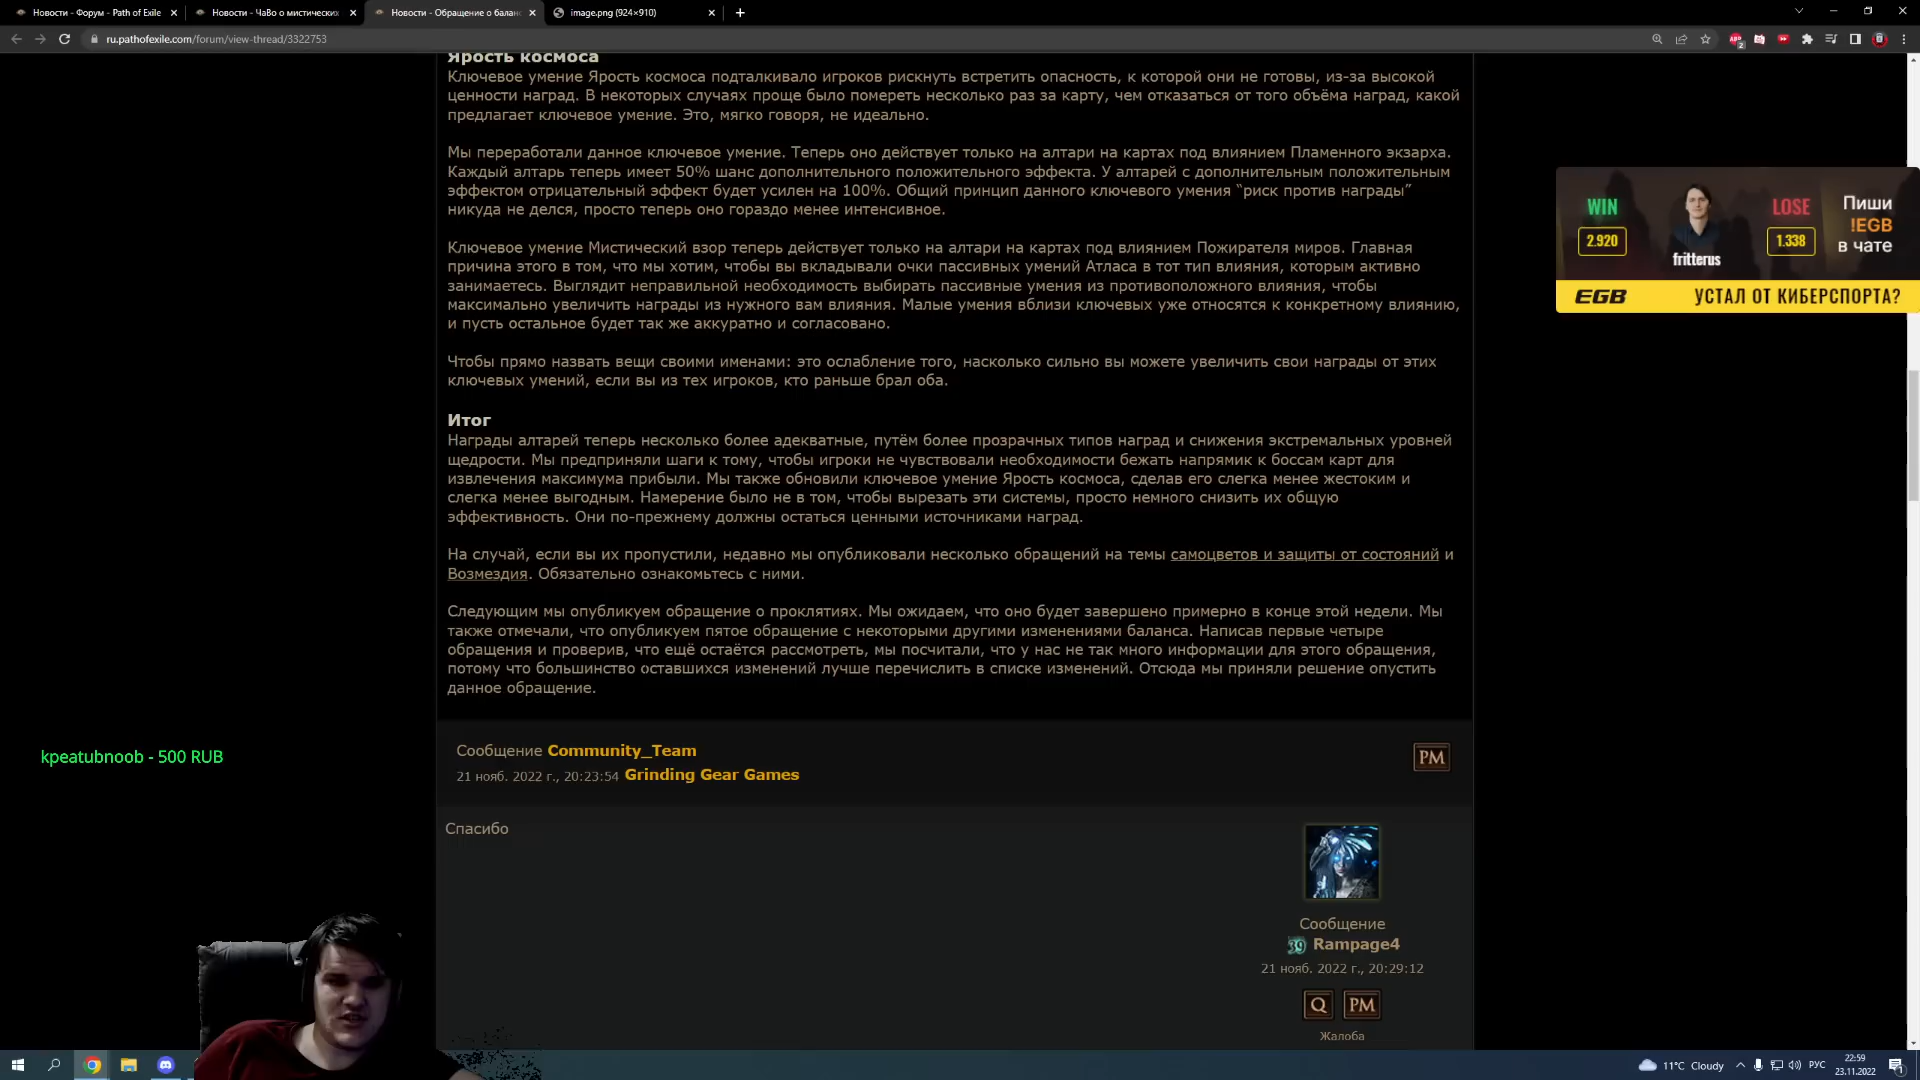 Новости - Форум - Path of Exile
Новости - ЧаВо о мистических
Новости - Обращение о балан
image.png (924×910)
ru.pathofexile.com/forum/view-thread/3322753
Ярость космоса
Ключевое умение Ярость космоса подталкивало игроков рискнуть встретить опасность, к которой они не готовы, из-за высокой
ценности наград. В некоторых случаях проще было помереть несколько раз за карту, чем отказаться от того объёма наград, какой
предлагает ключевое умение. Это, мягко говоря, не идеально.
Мы переработали данное ключевое умение. Теперь оно действует только на алтари на картах под влиянием Пламенного экзарха.
Каждый алтарь теперь имеет 50% шанс дополнительного положительного эффекта. У алтарей с дополнительным положительным
эффектом отрицательный эффект будет усилен на 100%. Общий принцип данного ключевого умения “риск против награды”
никуда не делся, просто теперь оно гораздо менее интенсивное.
Ключевое умение Мистический взор теперь действует только на алтари на картах под влиянием Пожирателя миров. Главная
причина этого в том, что мы хотим, чтобы вы вкладывали очки пассивных умений Атласа в тот тип влияния, которым активно
занимаетесь. Выглядит неправильной необходимость выбирать пассивные умения из противоположного влияния, чтобы
максимально увеличить награды из нужного вам влияния. Малые умения вблизи ключевых уже относятся к конкретному влиянию,
и пусть остальное будет так же аккуратно и согласовано.
Чтобы прямо назвать вещи своими именами: это ослабление того, насколько сильно вы можете увеличить свои награды от этих
ключевых умений, если вы из тех игроков, кто раньше брал оба.
Итог
Награды алтарей теперь несколько более адекватные, путём более прозрачных типов наград и снижения экстремальных уровней
щедрости. Мы предприняли шаги к тому, чтобы игроки не чувствовали необходимости бежать напрямик к боссам карт для
извлечения максимума прибыли. Мы также обновили ключевое умение Ярость космоса, сделав его слегка менее жестоким и
слегка менее выгодным. Намерение было не в том, чтобы вырезать эти системы, просто немного снизить их общую
эффективность. Они по-прежнему должны остаться ценными источниками наград.
На случай, если вы их пропустили, недавно мы опубликовали несколько обращений на темы самоцветов и защиты от состояний и
Возмездия. Обязательно ознакомьтесь с ними.
Следующим мы опубликуем обращение о проклятиях. Мы ожидаем, что оно будет завершено примерно в конце этой недели. Мы
также отмечали, что опубликуем пятое обращение с некоторыми другими изменениями баланса. Написав первые четыре
обращения и проверив, что ещё остаётся рассмотреть, мы посчитали, что у нас не так много информации для этого обращения,
потому что большинство оставшихся изменений лучше перечислить в списке изменений. Отсюда мы приняли решение опустить
данное обращение.
Сообщение Community_Team
21 нояб. 2022 г., 20:23:54 Grinding Gear Games
PM
Спасибо
Сообщение
39 Rampage4
21 нояб. 2022 г., 20:29:12
Q PM
Жалоба
WIN
2.920
fritterus
LOSE
1.338
Пиши
!EGB
в чате
EGB
УСТАЛ ОТ КИБЕРСПОРТА?
kpeatubnoob - 500 RUB
11°C Cloudy
РУС
22:59
23.11.2022